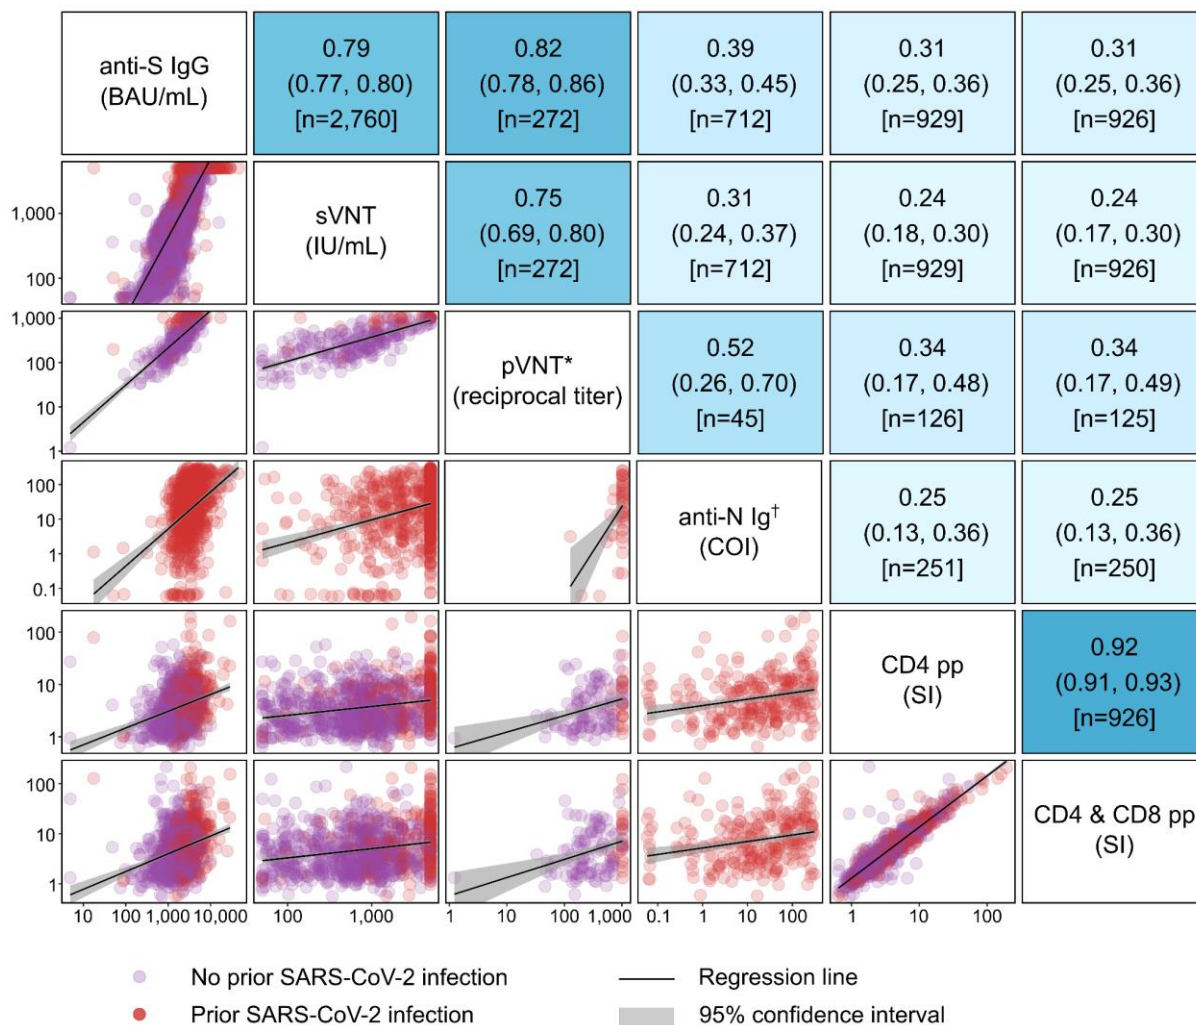 anti-S IgG
(BAU/mL)
0.79
(0.77, 0.80)
[n=2,760]
0.82
(0.78, 0.86)
[n=272]
0.39
(0.33, 0.45)
[n=712]
0.31
(0.25, 0.36)
[n=929]
0.31
(0.25, 0.36)
[n=926]
1,000
100
sVNT
(IU/mL)
0.75
(0.69, 0.80)
[n=272]
0.31
(0.24, 0.37)
[n=712]
0.24
(0.18, 0.30)
[n=929]
0.24
(0.17, 0.30)
[n=926]
1,000
100
10
1
pVNT*
(reciprocal titer)
0.52
(0.26, 0.70)
[n=45]
0.34
(0.17, 0.48)
[n=126]
0.34
(0.17, 0.49)
[n=125]
100
10
1
0.1
anti-N Ig†
(COI)
0.25
(0.13, 0.36)
[n=251]
0.25
(0.13, 0.36)
[n=250]
100
10
1
CD4 pp
(SI)
0.92
(0.91, 0.93)
[n=926]
100
10
1
CD4 & CD8 pp
(SI)
10 100 1,000 10,000
100 1,000
1 10 100 1,000
0.1 1 10 100
1 10 100
No prior SARS-CoV-2 infection
Regression line
Prior SARS-CoV-2 infection
95% confidence interval